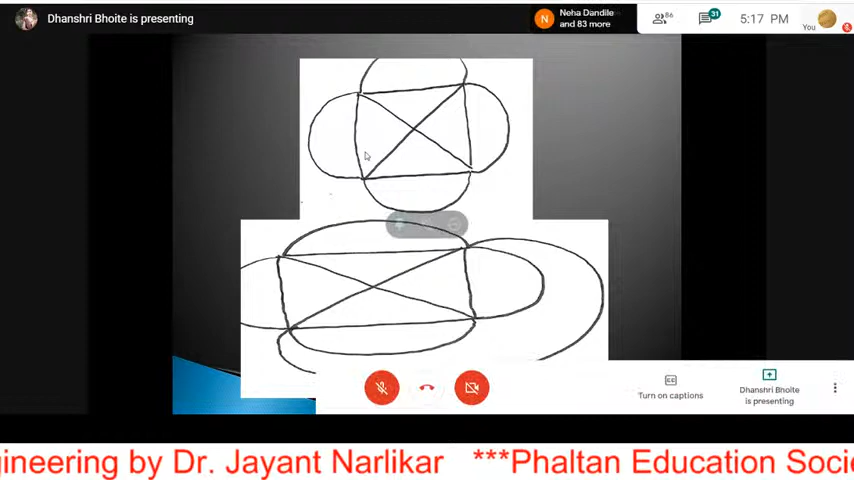 Dhanshri Bhoite is presenting
N
Neha Dandile
and 83 more
86
31
5:17 PM
You
Turn on captions
Dhanshri Bhoite
is presenting
gineering by Dr. Jayant Narlikar ***Phaltan Education Socie